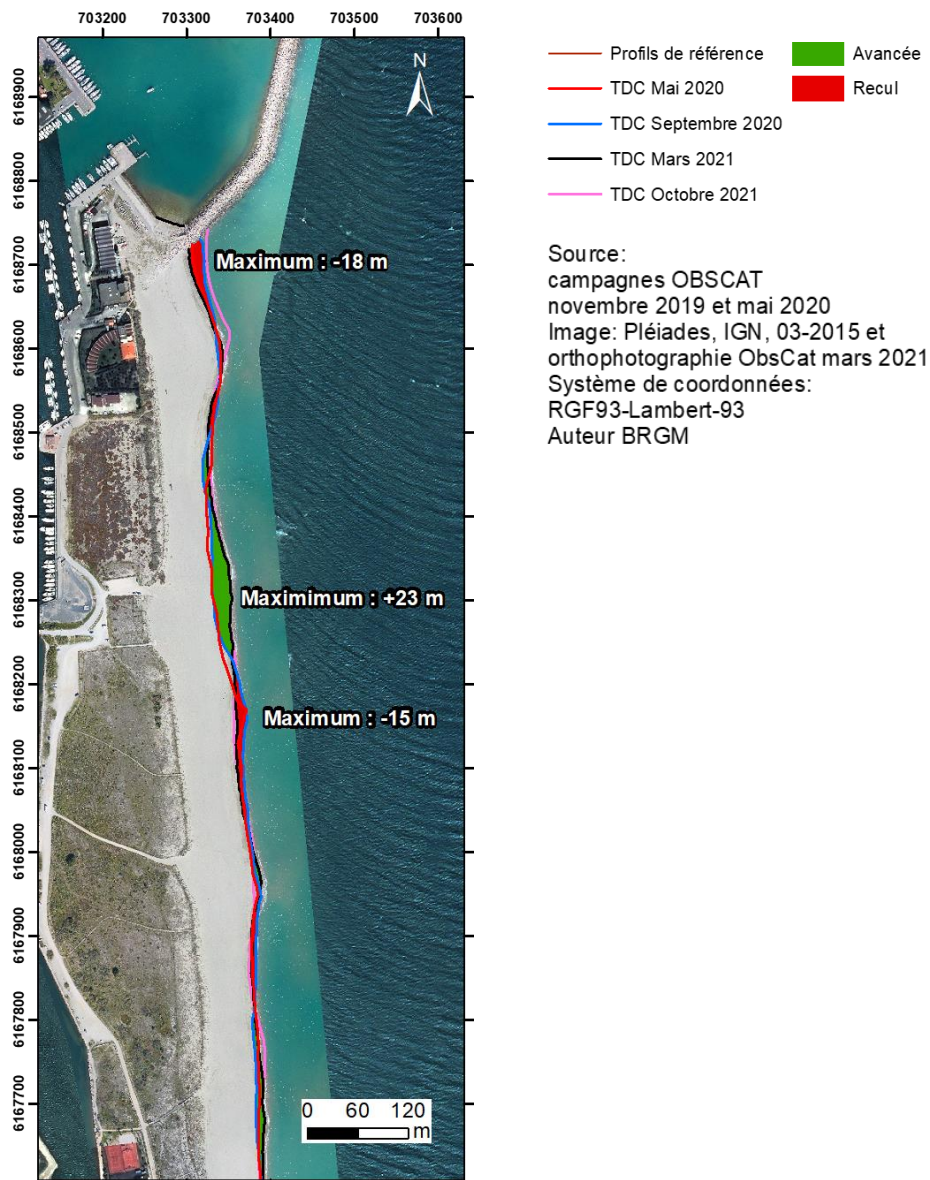 703200 703300 703400 703500 703600
6168900
6168800
6168700
6168600
6168500
6168400
6168300
6168200
6168100
6168000
6167900
6167800
6167700
N
Maximum : -18 m
Maximimum : +23 m
Maximum : -15 m
0 60 120
m
Profils de référence
TDC Mai 2020
TDC Septembre 2020
TDC Mars 2021
TDC Octobre 2021
Avancée
Recul
Source:
campagnes OBSCAT
novembre 2019 et mai 2020
Image: Pléiades, IGN, 03-2015 et
orthophotographie ObsCat mars 2021
Système de coordonnées:
RGF93-Lambert-93
Auteur BRGM